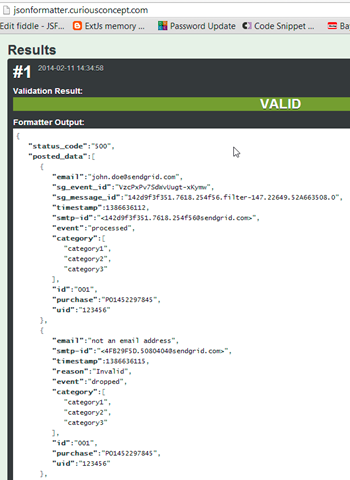 jsonformatter.curiousconcept.com
Edit fiddle - JSF... ExtJs memory - st... Password Update Code Snippet ...
Results
#1 2014-02-11 14:34:58
Validation Result:
VALID
Formatter Output:
{
"status_code":"500",
"posted_data":[
{
"email":"john.doe@sendgrid.com",
"sg_event_id":"VzcPxPv7SdWvUugt-xKymw",
"sg_message_id":"142d9f3f351.7618.254f56.filter-147.22649.52A663508.0",
"timestamp":1386636112,
"smtp-id":"<142d9f3f351.7618.254f56@sendgrid.com>",
"event":"processed",
"category":[
"category1",
"category2",
"category3"
],
"id":"001",
"purchase":"PO1452297845",
"uid":"123456"
},
{
"email":"not an email address",
"smtp-id":"<4FB29F5D.5080404@sendgrid.com>",
"timestamp":1386636115,
"reason":"Invalid",
"event":"dropped",
"category":[
"category1",
"category2",
"category3"
],
"id":"001",
"purchase":"PO1452297845",
"uid":"123456"
},